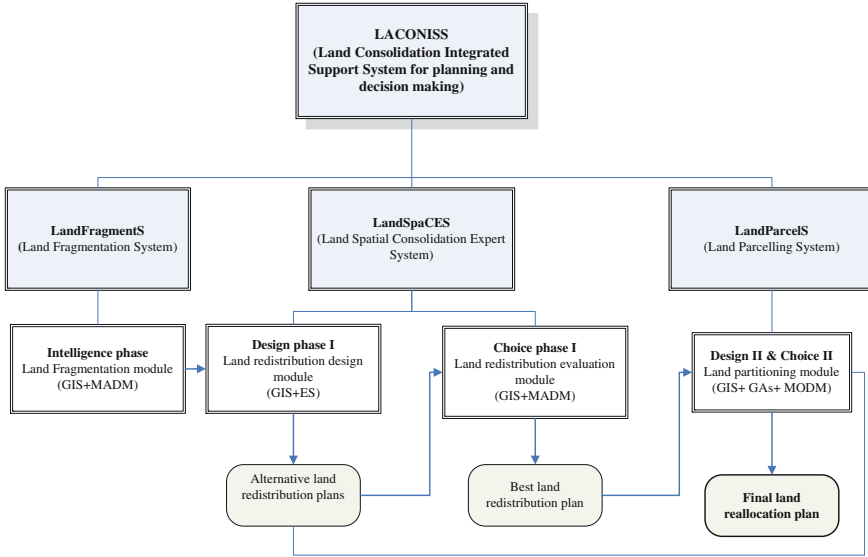 LACONISS
(Land Consolidation Integrated
Support System for planning and
decision making)
LandFragmentS
(Land Fragmentation System)
LandSpaCES
(Land Spatial Consolidation Expert
System)
LandParcelS
(Land Parcelling System)
Intelligence phase
Land Fragmentation module
(GIS+MADM)
Design phase I
Land redistribution design
module
(GIS+ES)
Choice phase I
Land redistribution evaluation
module
(GIS+MADM)
Design II & Choice II
Land partitioning module
(GIS+ GAs+ MODM)
Alternative land
redistribution plans
Best land
redistribution plan
Final land
reallocation plan